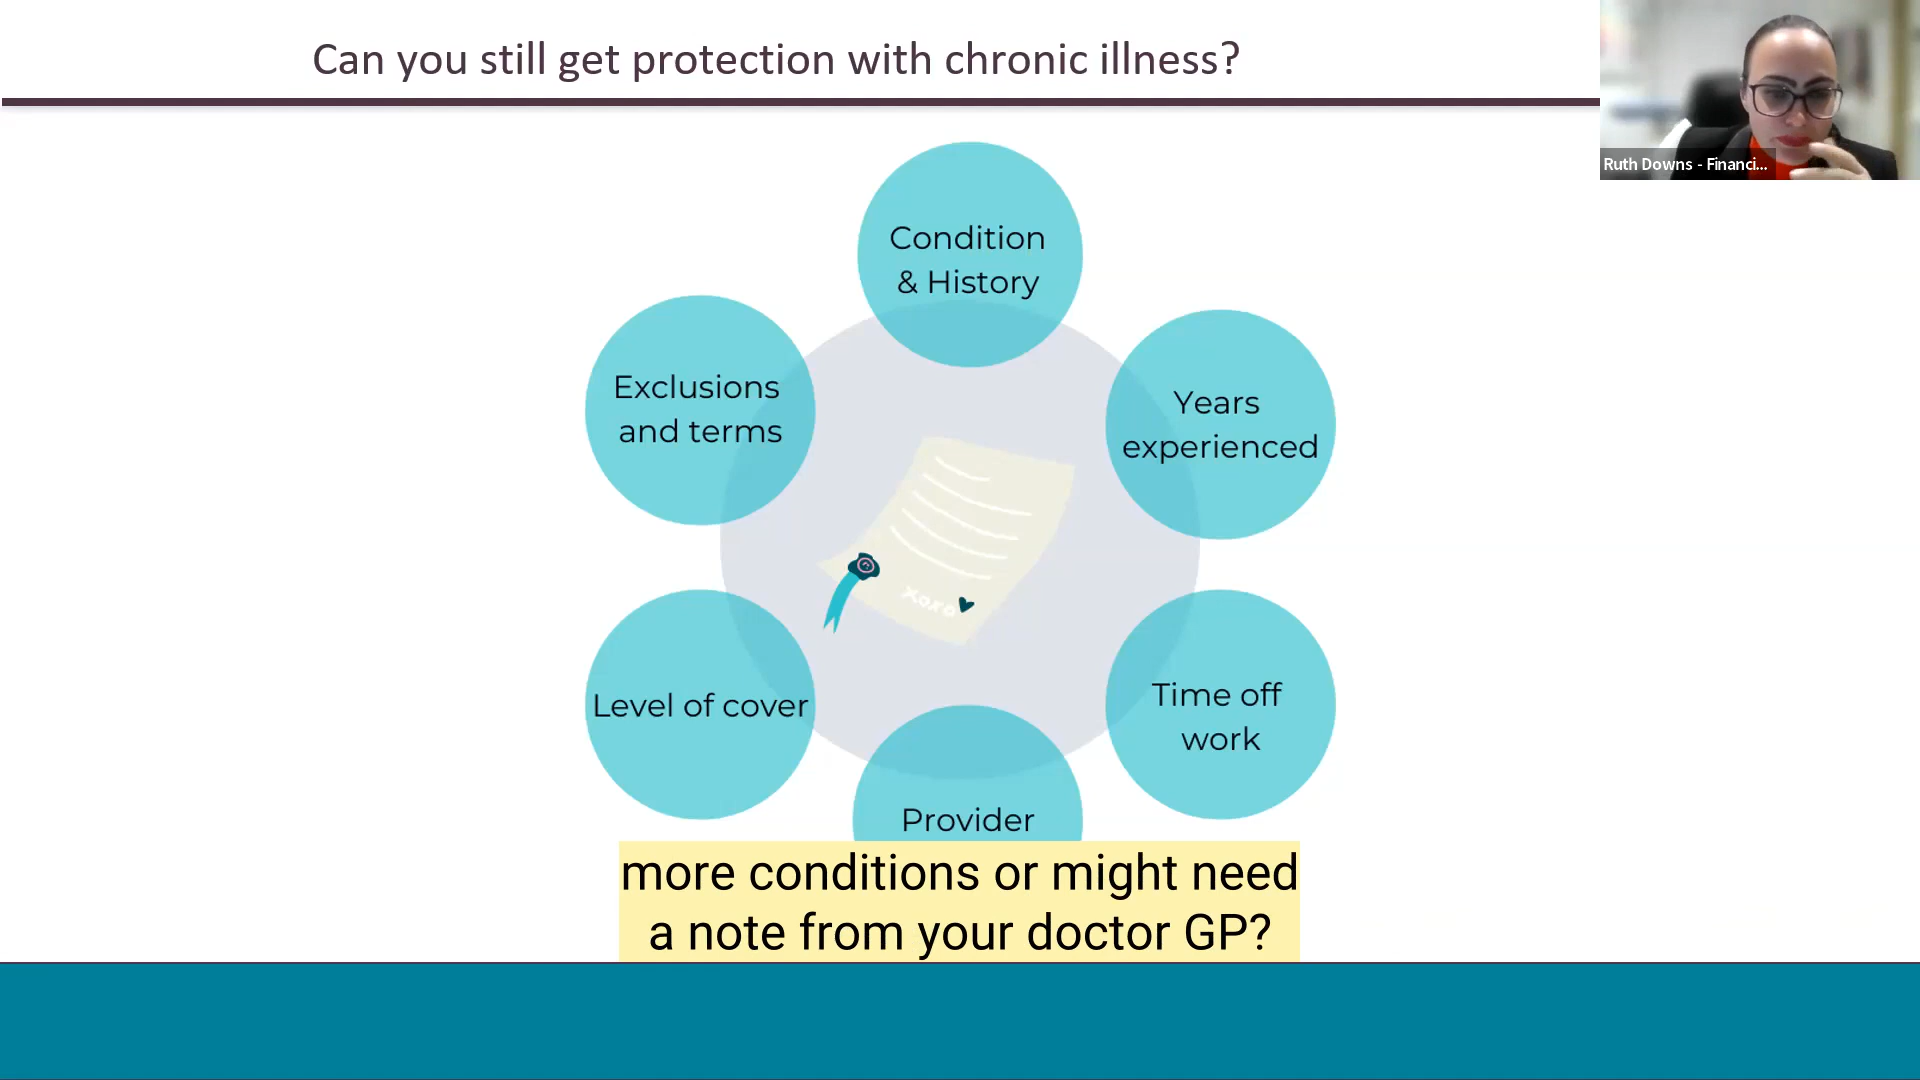 Can you still get protection with chronic illness?
Ruth Downs - Financi...
Condition
& History
Exclusions
and terms
Years
experienced
xoxo
Level of cover
Time off
work
Provider
more conditions or might need
a note from your doctor GP?